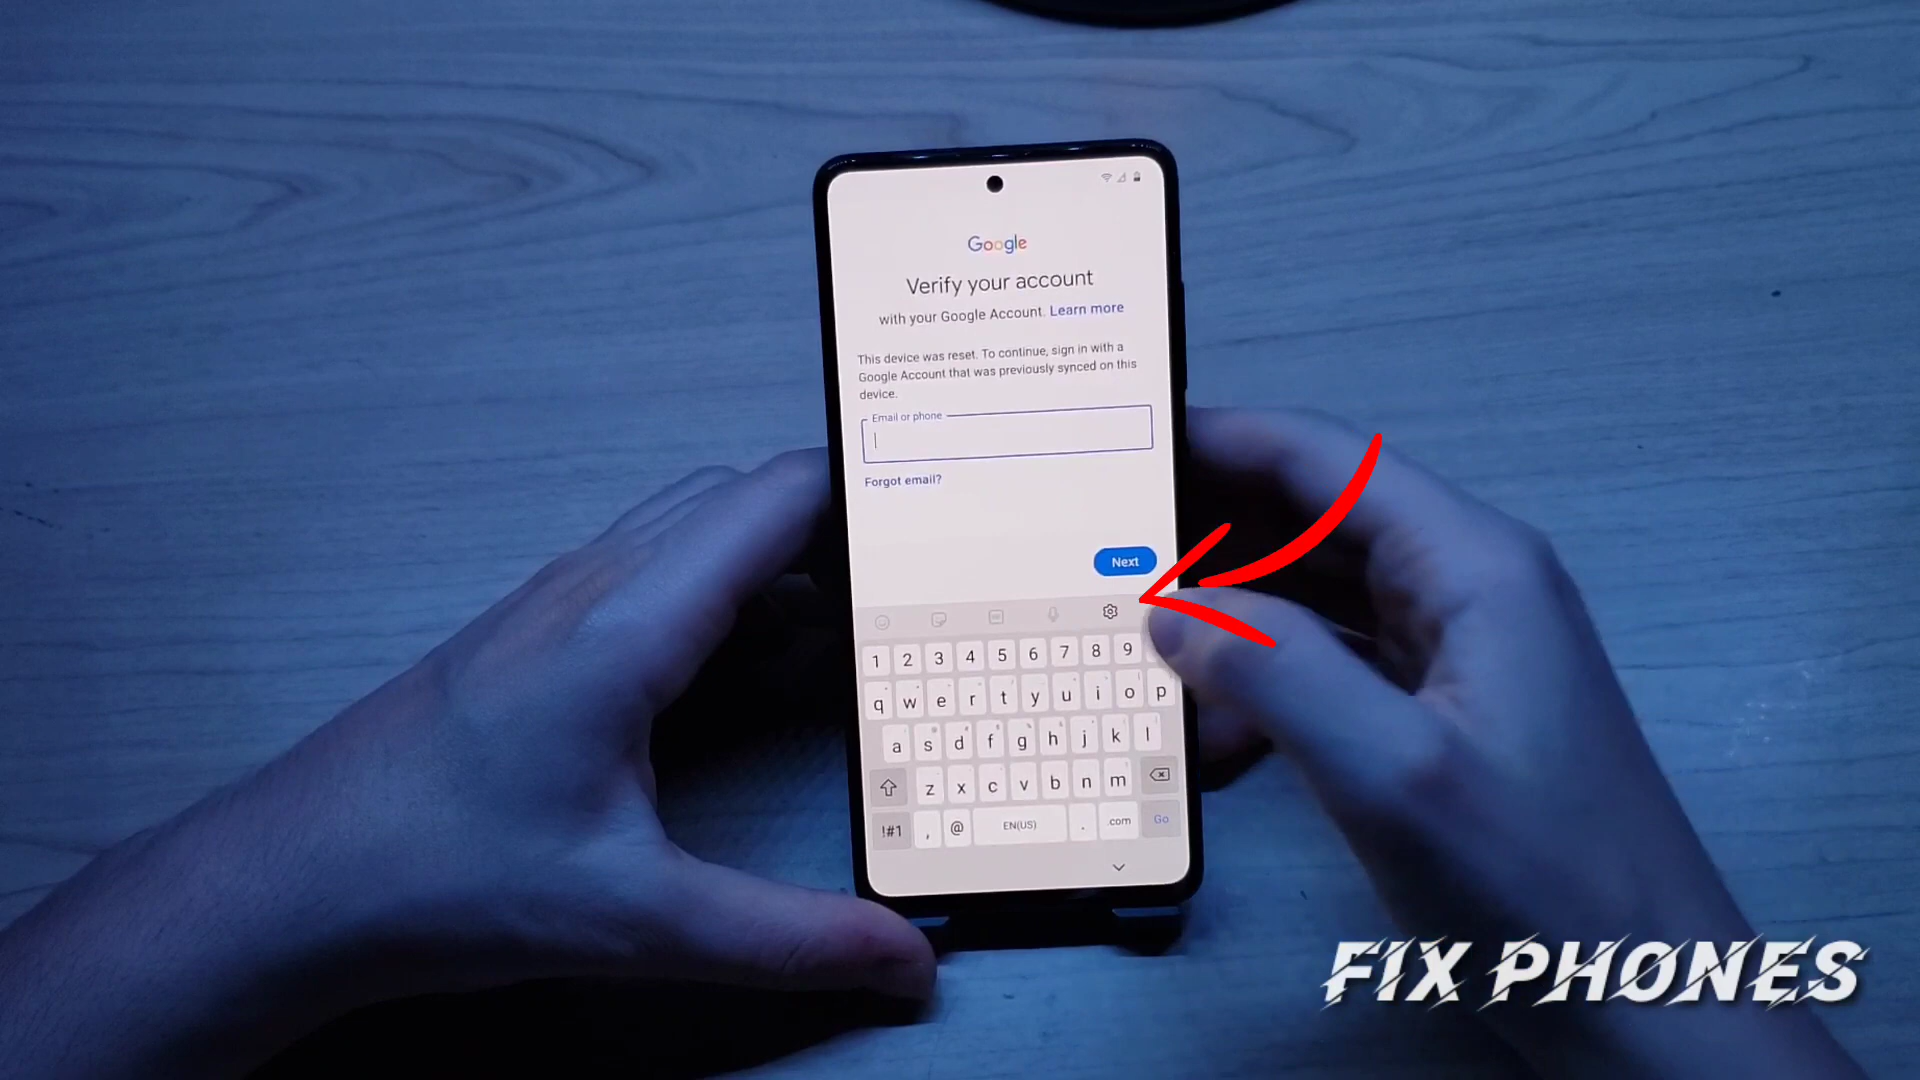 Google
Verify your account
with your Google Account. Learn more
This device was reset. To continue, sign in with a
Google Account that was previously synced on this
device.
Email or phone
Forgot email?
Next
1 2 3 4 5 6 7 8 9
q w e r t y u i o p
a s d f g h j k l
z x c v b n m
!#1 , @ EN(US) . .com Go
FIX PHONES